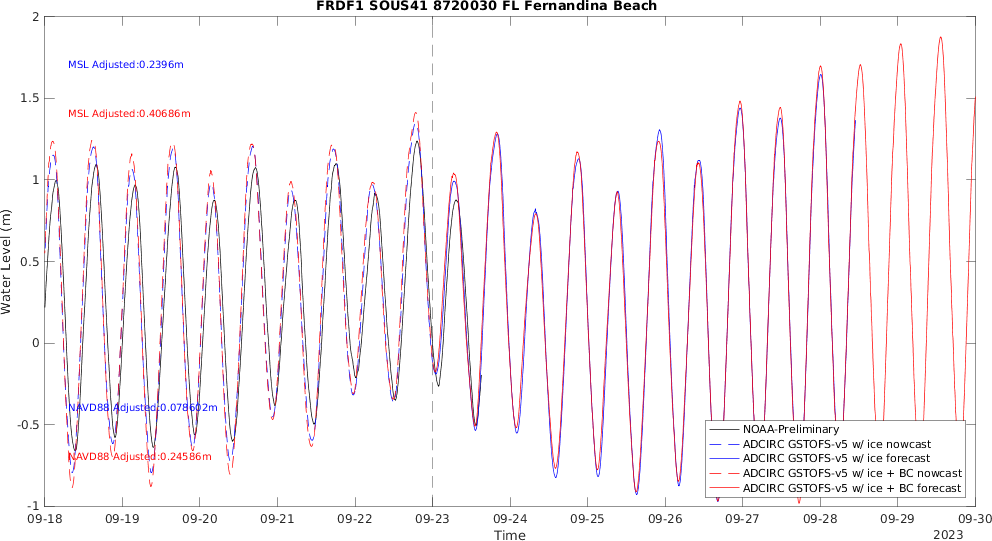 FRDF1 SOUS41 8720030 FL Fernandina Beach
2
MSL Adjusted:0.2396m
1.5
MSL Adjusted:0.40686m
1
Water Level (m)
0.5
0
NAVD88 Adjusted:0.078602m
-0.5
NAVD88 Adjusted:0.24586m
NOAA-Preliminary
ADCIRC GSTOFS-v5 w/ ice nowcast
ADCIRC GSTOFS-v5 w/ ice forecast
ADCIRC GSTOFS-v5 w/ ice + BC nowcast
ADCIRC GSTOFS-v5 w/ ice + BC forecast
-1
09-18 09-19 09-20 09-21 09-22 09-23 09-24 09-25 09-26 09-27 09-28 09-29 09-30
Time
2023